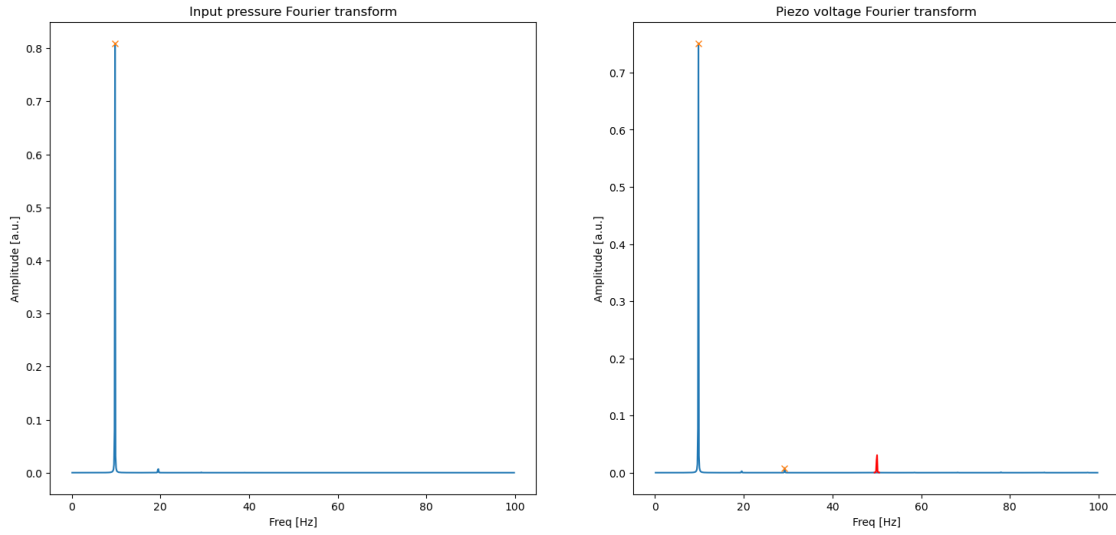 Input pressure Fourier transform
Amplitude [a.u.]
0.8
0.7
0.6
0.5
0.4
0.3
0.2
0.1
0.0
0 20 40 60 80 100
Freq [Hz]
Piezo voltage Fourier transform
Amplitude [a.u.]
0.7
0.6
0.5
0.4
0.3
0.2
0.1
0.0
0 20 40 60 80 100
Freq [Hz]